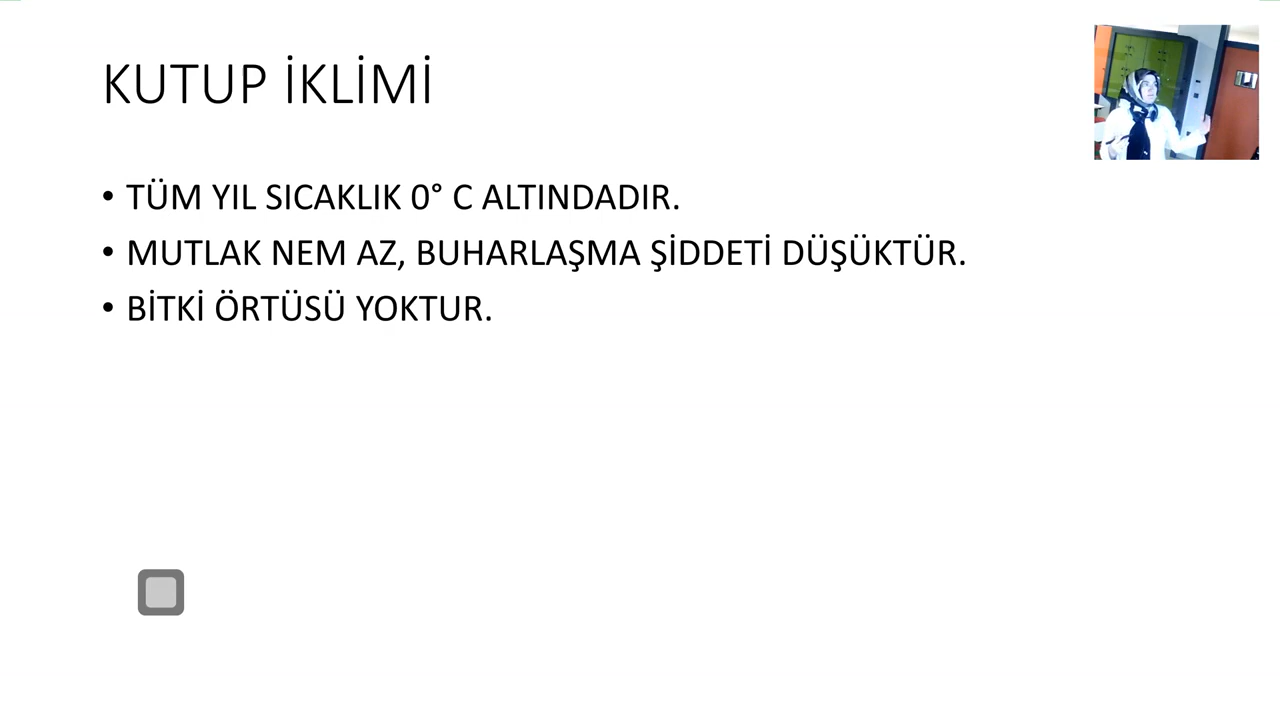 KUTUP İKLİMİ
• TÜM YIL SICAKLIK 0° C ALTINDADIR.
• MUTLAK NEM AZ, BUHARLAŞMA ŞİDDETİ DÜŞÜKTÜR.
• BİTKİ ÖRTÜSÜ YOKTUR.